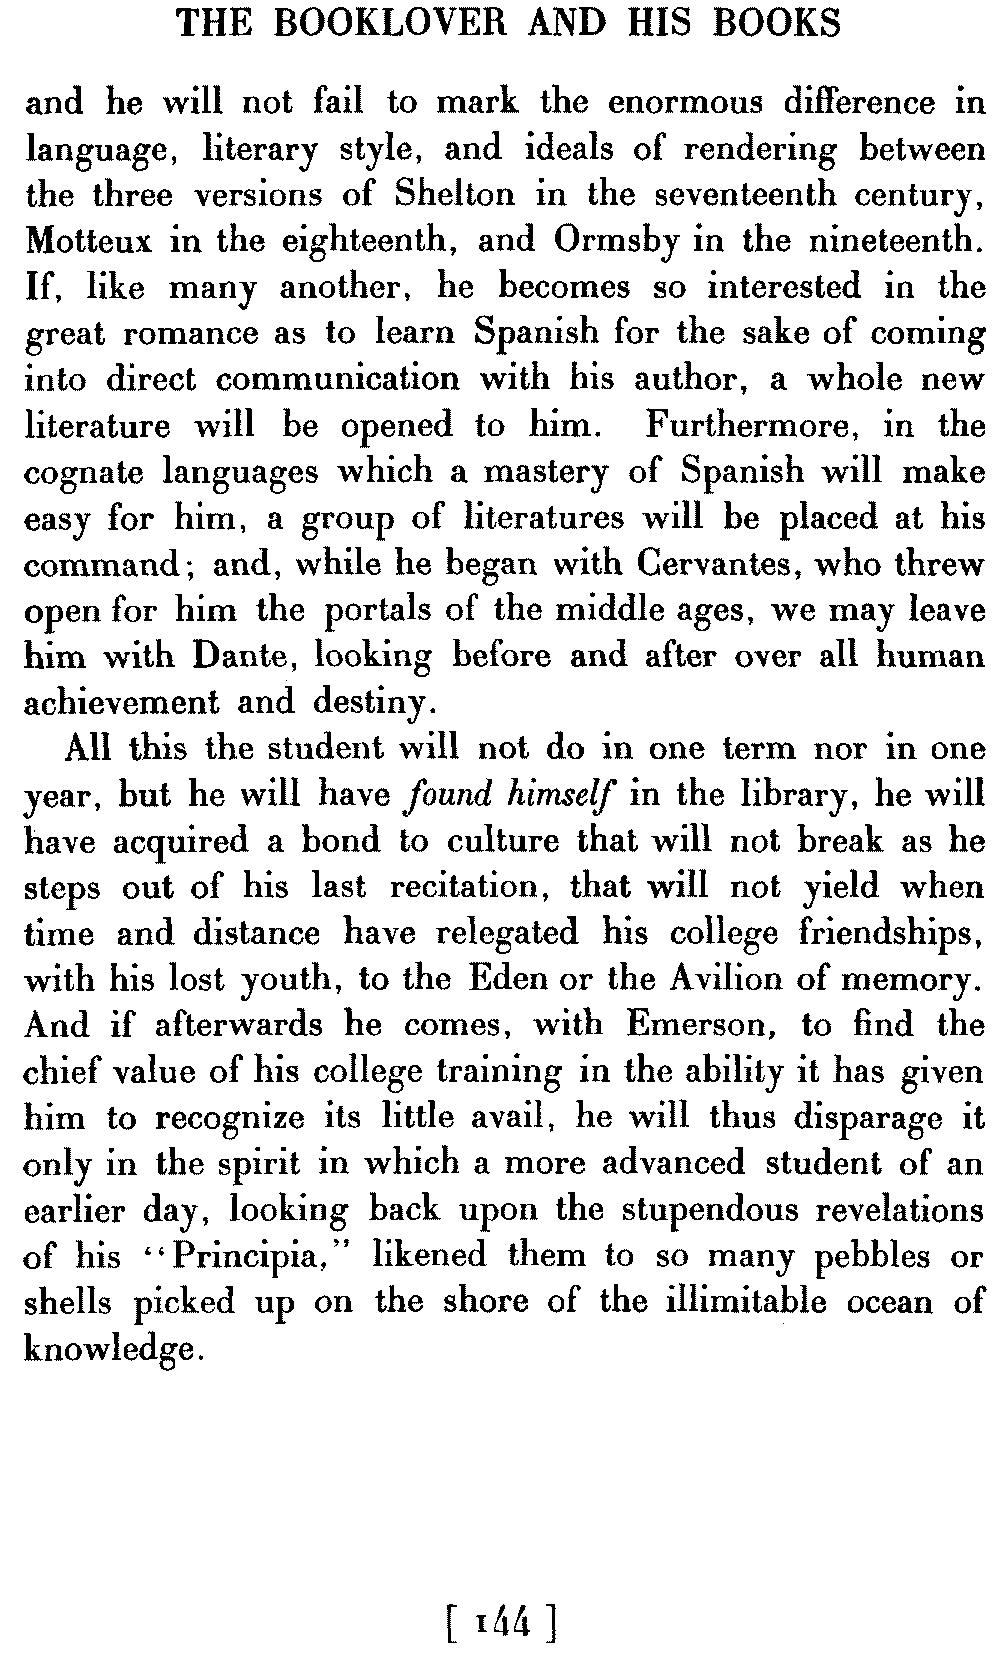 THE BOOKLOVER AND HIS BOOKS
and he will not fail to mark the enormous difference in
language, literary style, and ideals of rendering between
the three versions of Shelton in the seventeenth century,
Motteux in the eighteenth, and Ormsby in the nineteenth.
If, like many another, he becomes so interested in the
great romance as to learn Spanish for the sake of coming
into direct communication with his author, a whole new
literature will be opened to him. Furthermore, in the
cognate languages which a mastery of Spanish will make
easy for him, a group of literatures will be placed at his
command; and, while he began with Cervantes, who threw
open for him the portals of the middle ages, we may leave
him with Dante, looking before and after over all human
achievement and destiny.
All this the student will not do in one term nor in one
year, but he will have found himself in the library, he will
have acquired a bond to culture that will not break as he
steps out of his last recitation, that will not yield when
time and distance have relegated his college friendships,
with his lost youth, to the Eden or the Avilion of memory.
And if afterwards he comes, with Emerson, to find the
chief value of his college training in the ability it has given
him to recognize its little avail, he will thus disparage it
only in the spirit in which a more advanced student of an
earlier day, looking back upon the stupendous revelations
of his “Principia,” likened them to so many pebbles or
shells picked up on the shore of the illimitable ocean of
knowledge.
[ 144 ]